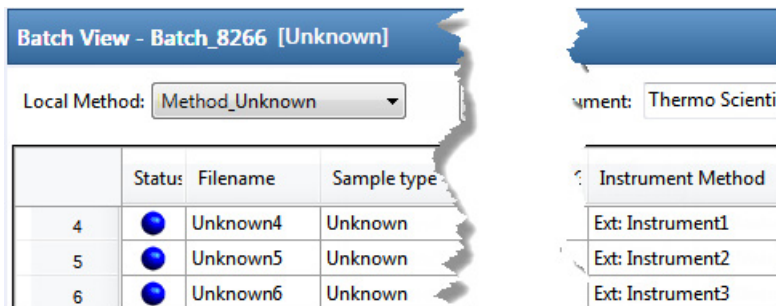 Batch View - Batch_8266 [Unknown]
Local Method: Method_Unknown ument: Thermo Scienti
Status Filename Sample type ? Instrument Method
4 Unknown4 Unknown Ext: Instrument1
5 Unknown5 Unknown Ext: Instrument2
6 Unknown6 Unknown Ext: Instrument3